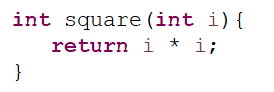 int square(int i){
   return i * i;
}